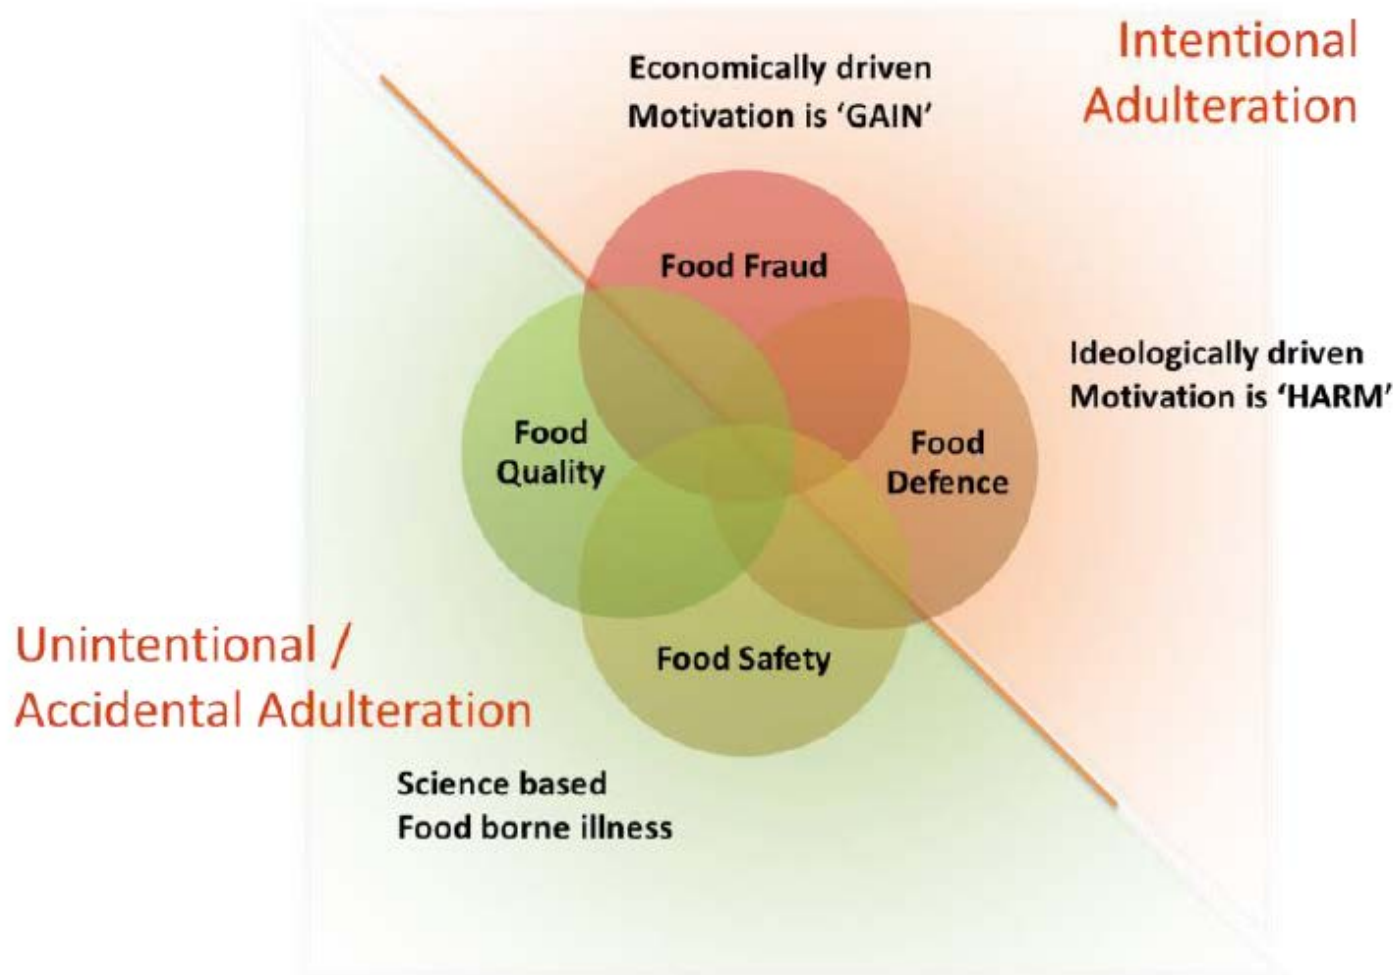 Intentional
Adulteration
Economically driven
Motivation is ‘GAIN’
Food Fraud
Ideologically driven
Motivation is ‘HARM’
Food
Quality
Food
Defence
Unintentional /
Accidental Adulteration
Food Safety
Science based
Food borne illness